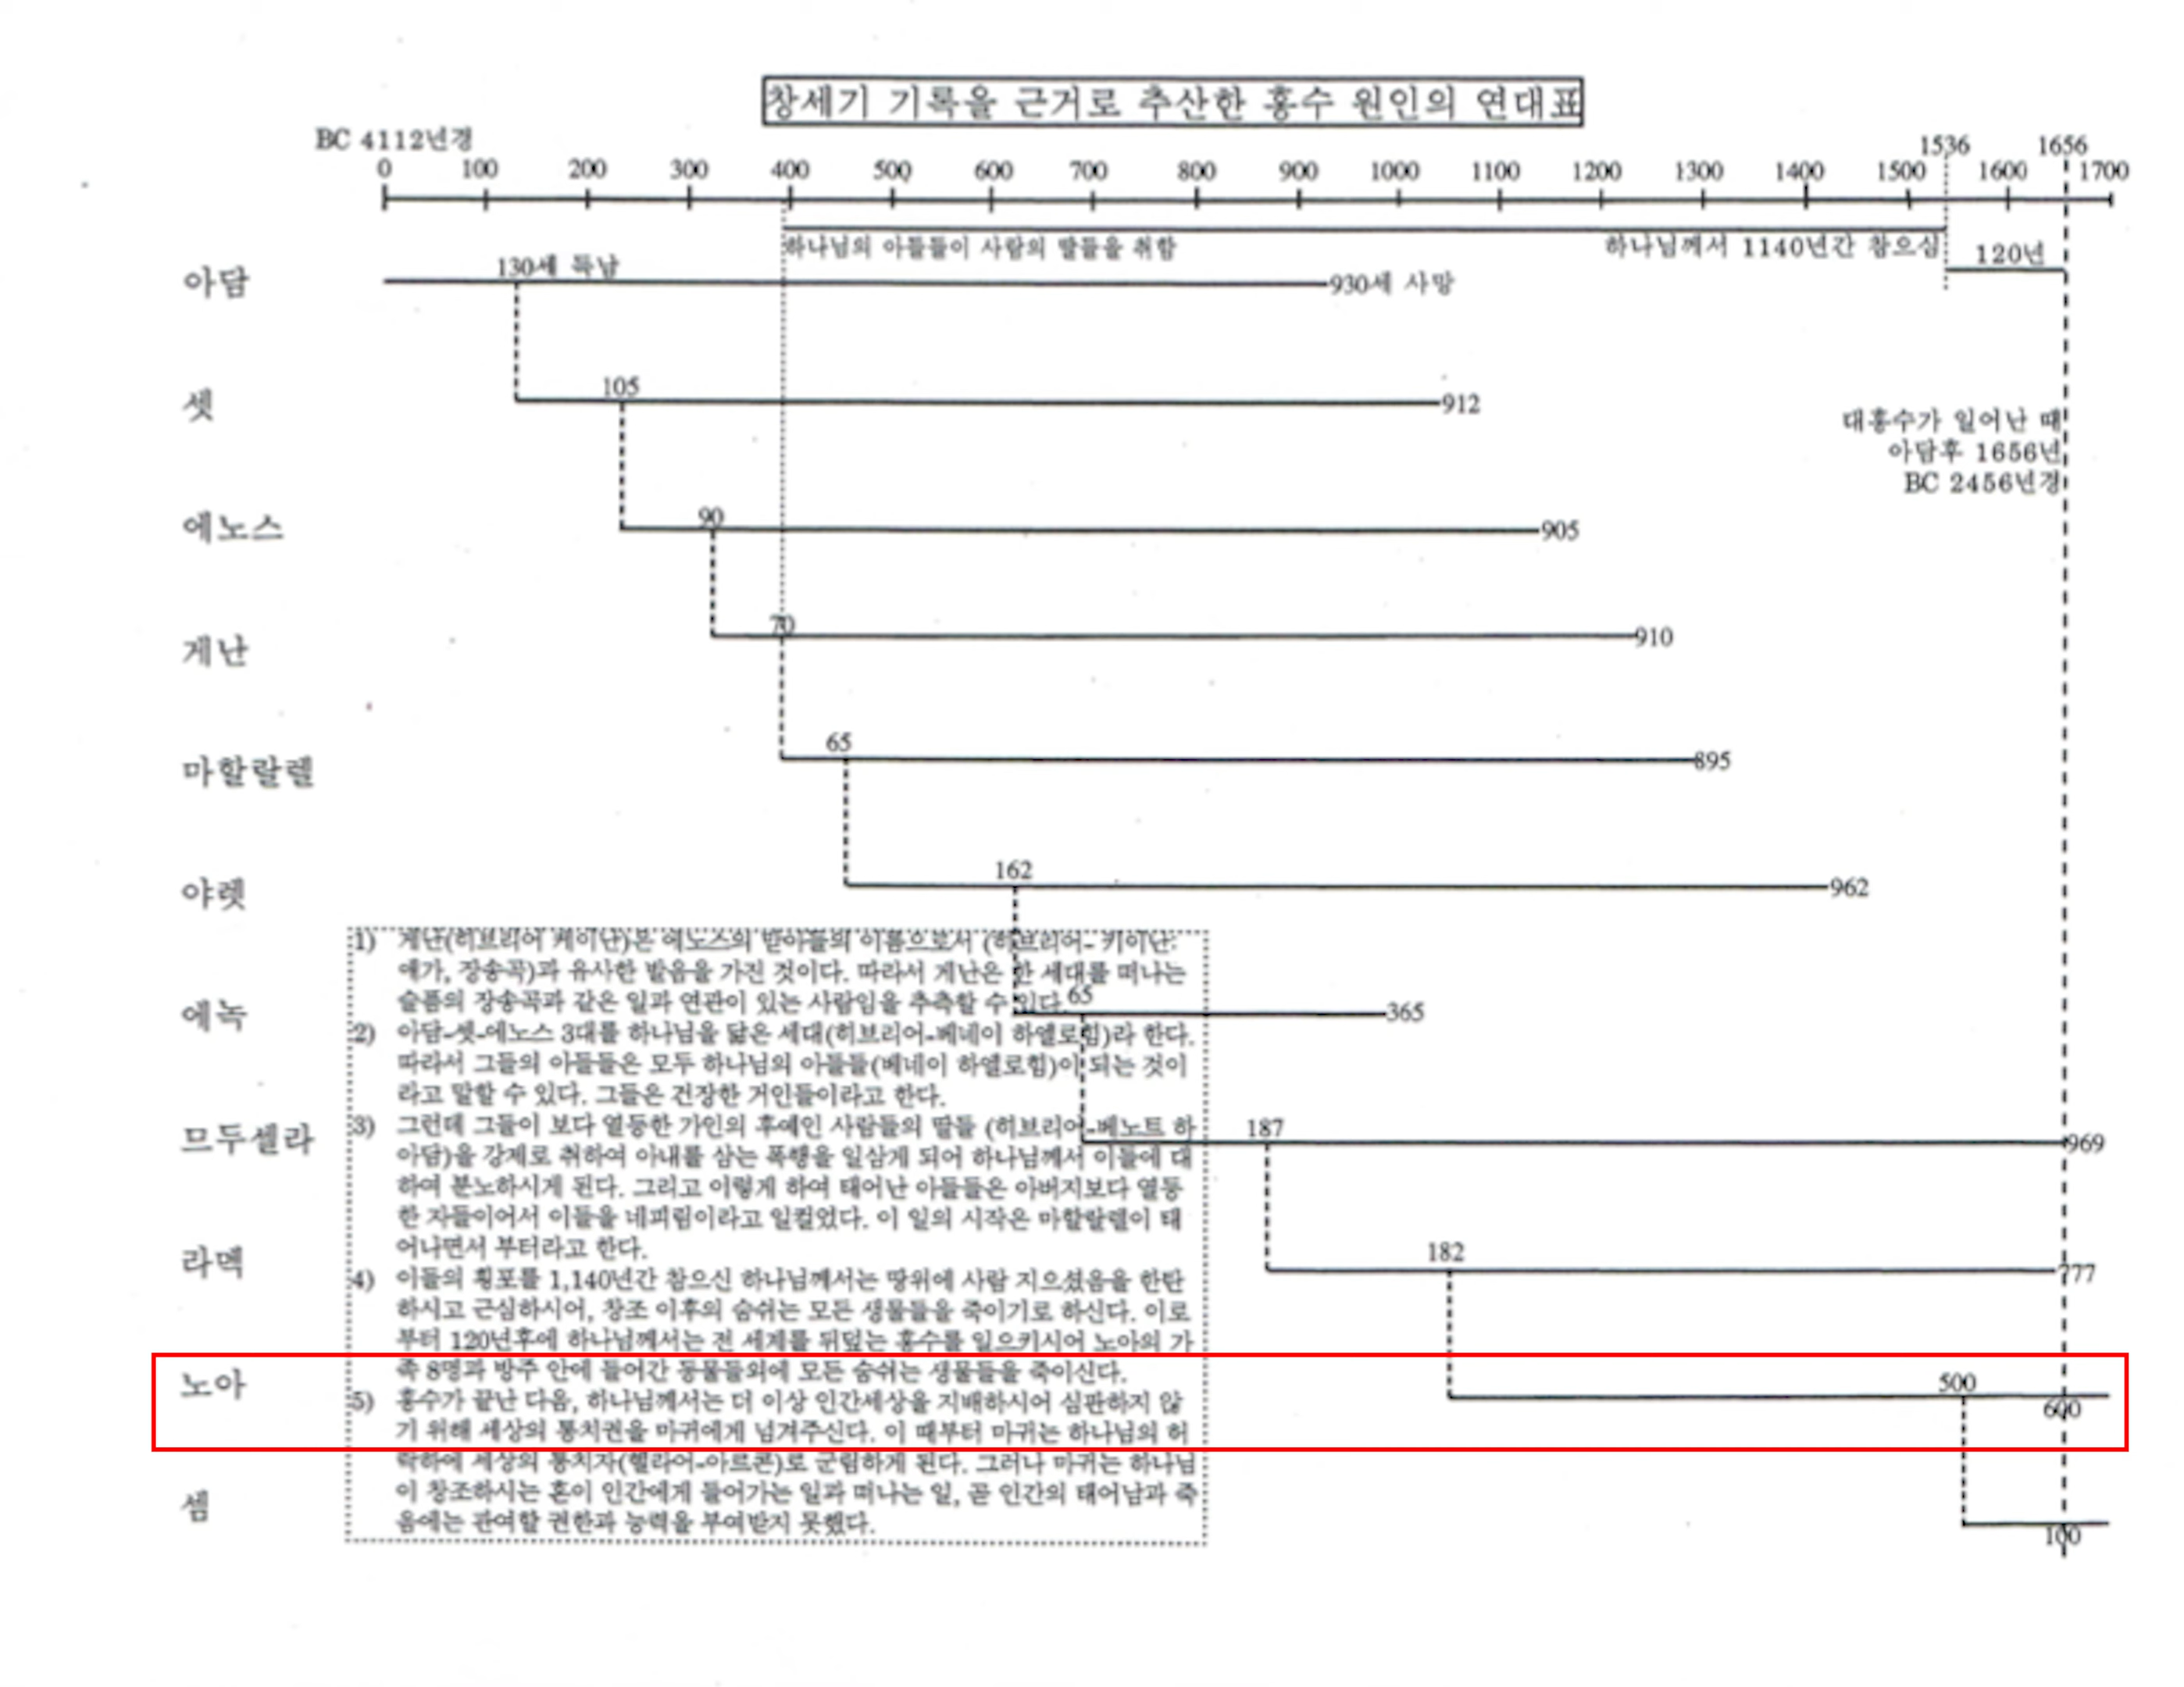 창세기 기록을 근거로 추산한 홍수 원인의 연대표
BC 4112년경
1536 1656
0 100 200 300 400 500 600 700 800 900 1000 1100 1200 1300 1400 1500 1600 1700
하나님의 아들들이 사람의 딸들을 취함 하나님께서 1140년간 참으심 120년
아담 130세 득남 930세 사망
셋 105 912
대홍수가 일어난 때
아담후 1656년
BC 2456년경
에노스 90 905
게난 70 910
마할랄렐 65 895
야렛 162 962
에녹 65 365
므두셀라 187 969
라멕 182 777
노아 500 600
셈 100
1) 게난(히브리어 케이난)은 에노스의 맏아들의 이름으로서 (히브리어- 키이난:
애가, 장송곡)과 유사한 발음을 가진 것이다. 따라서 게난은 한 세대를 떠나는
슬픔의 장송곡과 같은 일과 연관이 있는 사람임을 추측할 수 있다.
2) 아담-셋-에노스 3대를 하나님을 닮은 세대(히브리어-베네이 하엘로힘)라 한다.
따라서 그들의 아들들은 모두 하나님의 아들들(베네이 하엘로힘)이 되는 것이
라고 말할 수 있다. 그들은 건장한 거인들이라고 한다.
3) 그런데 그들이 보다 열등한 가인의 후예인 사람들의 딸들 (히브리어-베노트 하
아담)을 강제로 취하여 아내를 삼는 폭행을 일삼게 되어 하나님께서 이들에 대
하여 분노하시게 된다. 그리고 이렇게 하여 태어난 아들들은 아버지보다 열등
한 자들이어서 이들을 네피림이라고 일컬었다. 이 일의 시작은 마할랄렐이 태
어나면서 부터라고 한다.
4) 이들의 횡포를 1,140년간 참으신 하나님께서는 땅위에 사람 지으셨음을 한탄
하시고 근심하시어, 창조 이후의 숨쉬는 모든 생물들을 죽이기로 하신다. 이로
부터 120년후에 하나님께서는 전 세계를 뒤덮는 홍수를 일으키시어 노아의 가
족 8명과 방주 안에 들어간 동물들외에 모든 숨쉬는 생물들을 죽이신다.
5) 홍수가 끝난 다음, 하나님께서는 더 이상 인간세상을 지배하시어 심판하지 않
기 위해 세상의 통치권을 마귀에게 넘겨주신다. 이 때부터 마귀는 하나님의 허
락하에 세상의 통치자(헬라어-아르콘)로 군림하게 된다. 그러나 마귀는 하나님
이 창조하시는 혼이 인간에게 들어가는 일과 떠나는 일, 곧 인간의 태어남과 죽
음에는 관여할 권한과 능력을 부여받지 못했다.